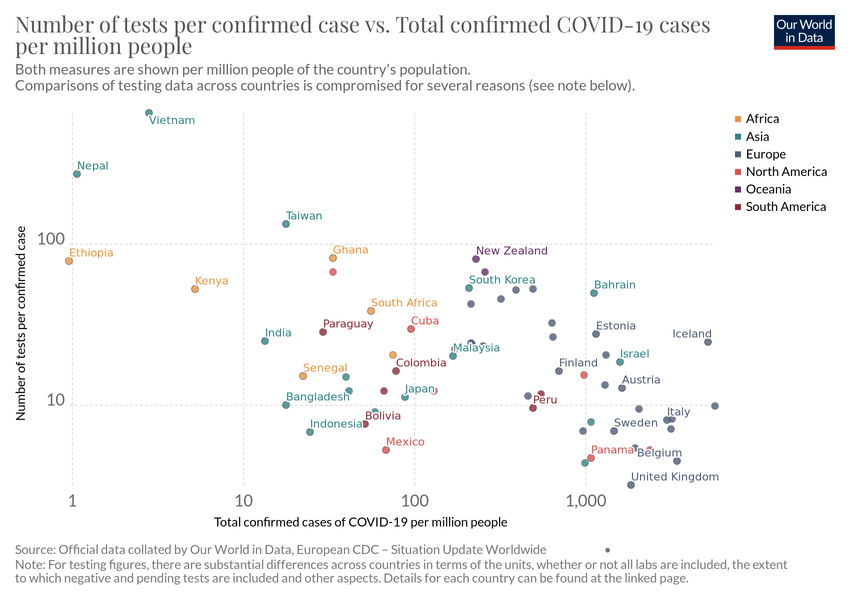 Number of tests per confirmed case vs. Total confirmed COVID-19 cases
per million people
Our World
in Data
Both measures are shown per million people of the country's population.
Comparisons of testing data across countries is compromised for several reasons (see note below).
Africa
Asia
Europe
North America
Oceania
South America
Number of tests per confirmed case
100
10
Vietnam
Nepal
Taiwan
Ethiopia
Ghana
New Zealand
Kenya
South Korea
Bahrain
South Africa
Paraguay
Cuba
India
Estonia
Iceland
Malaysia
Israel
Senegal
Colombia
Finland
Austria
Bangladesh
Japan
Peru
Indonesia
Bolivia
Sweden
Italy
Mexico
Panama
Belgium
United Kingdom
1
10
100
1,000
Total confirmed cases of COVID-19 per million people
Source: Official data collated by Our World in Data, European CDC – Situation Update Worldwide
Note: For testing figures, there are substantial differences across countries in terms of the units, whether or not all labs are included, the extent
to which negative and pending tests are included and other aspects. Details for each country can be found at the linked page.